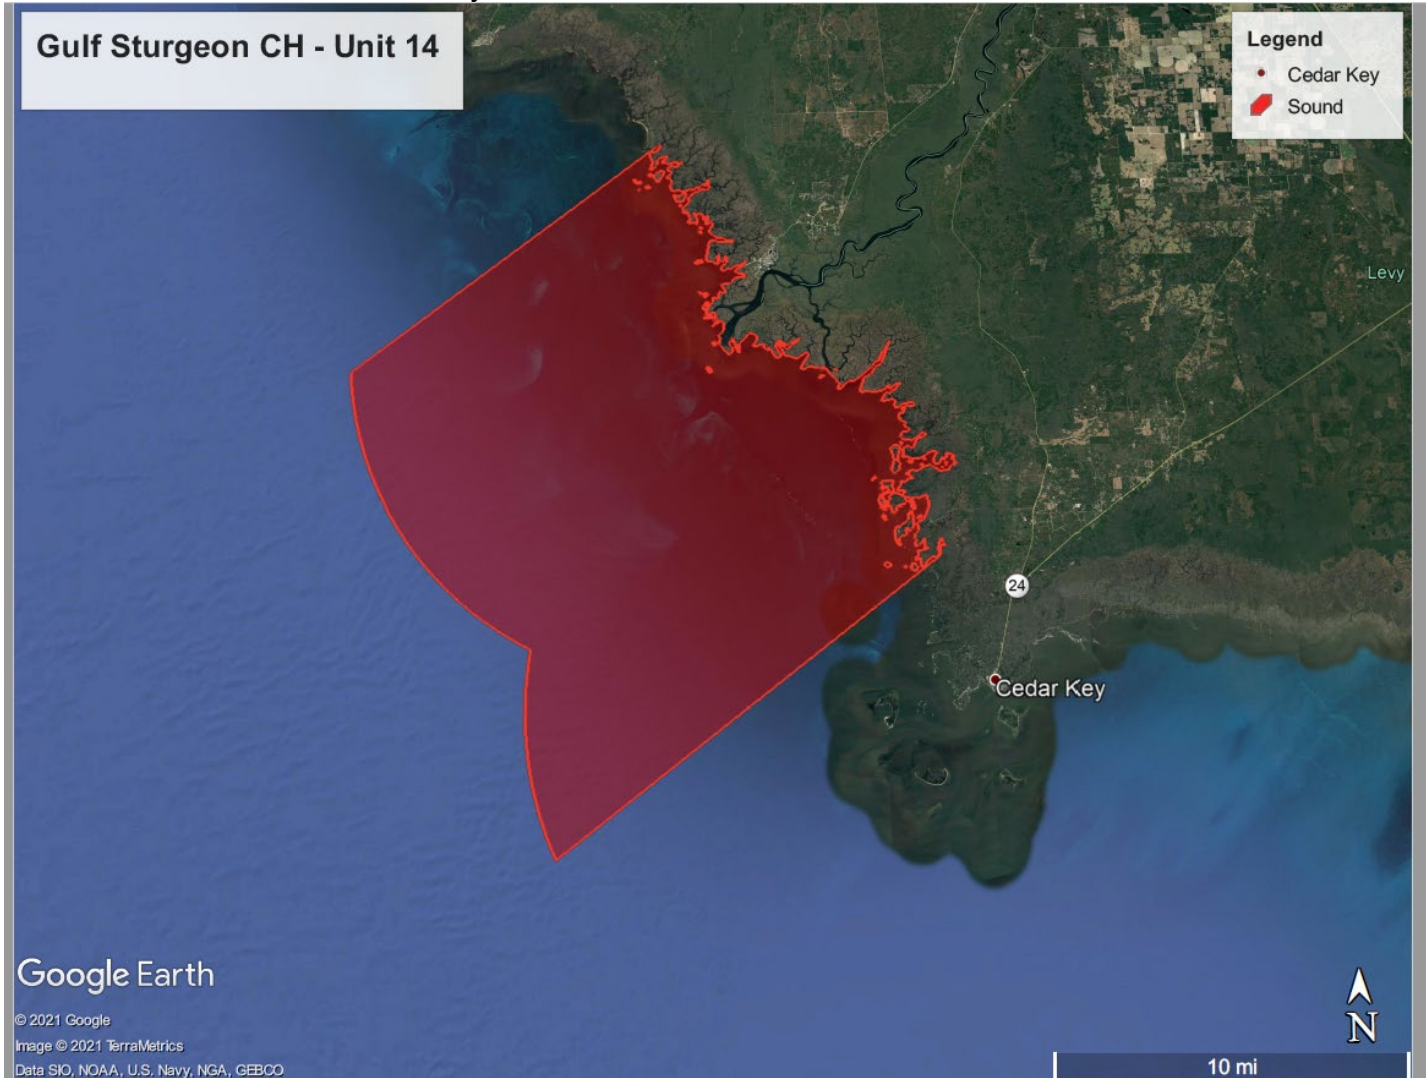 Gulf Sturgeon CH - Unit 14
Legend
Cedar Key
Sound
Levy
24
Cedar Key
Google Earth
© 2021 Google
Image © 2021 TerraMetrics
Data SIO, NOAA, U.S. Navy, NGA, GEBCO
N
10 mi